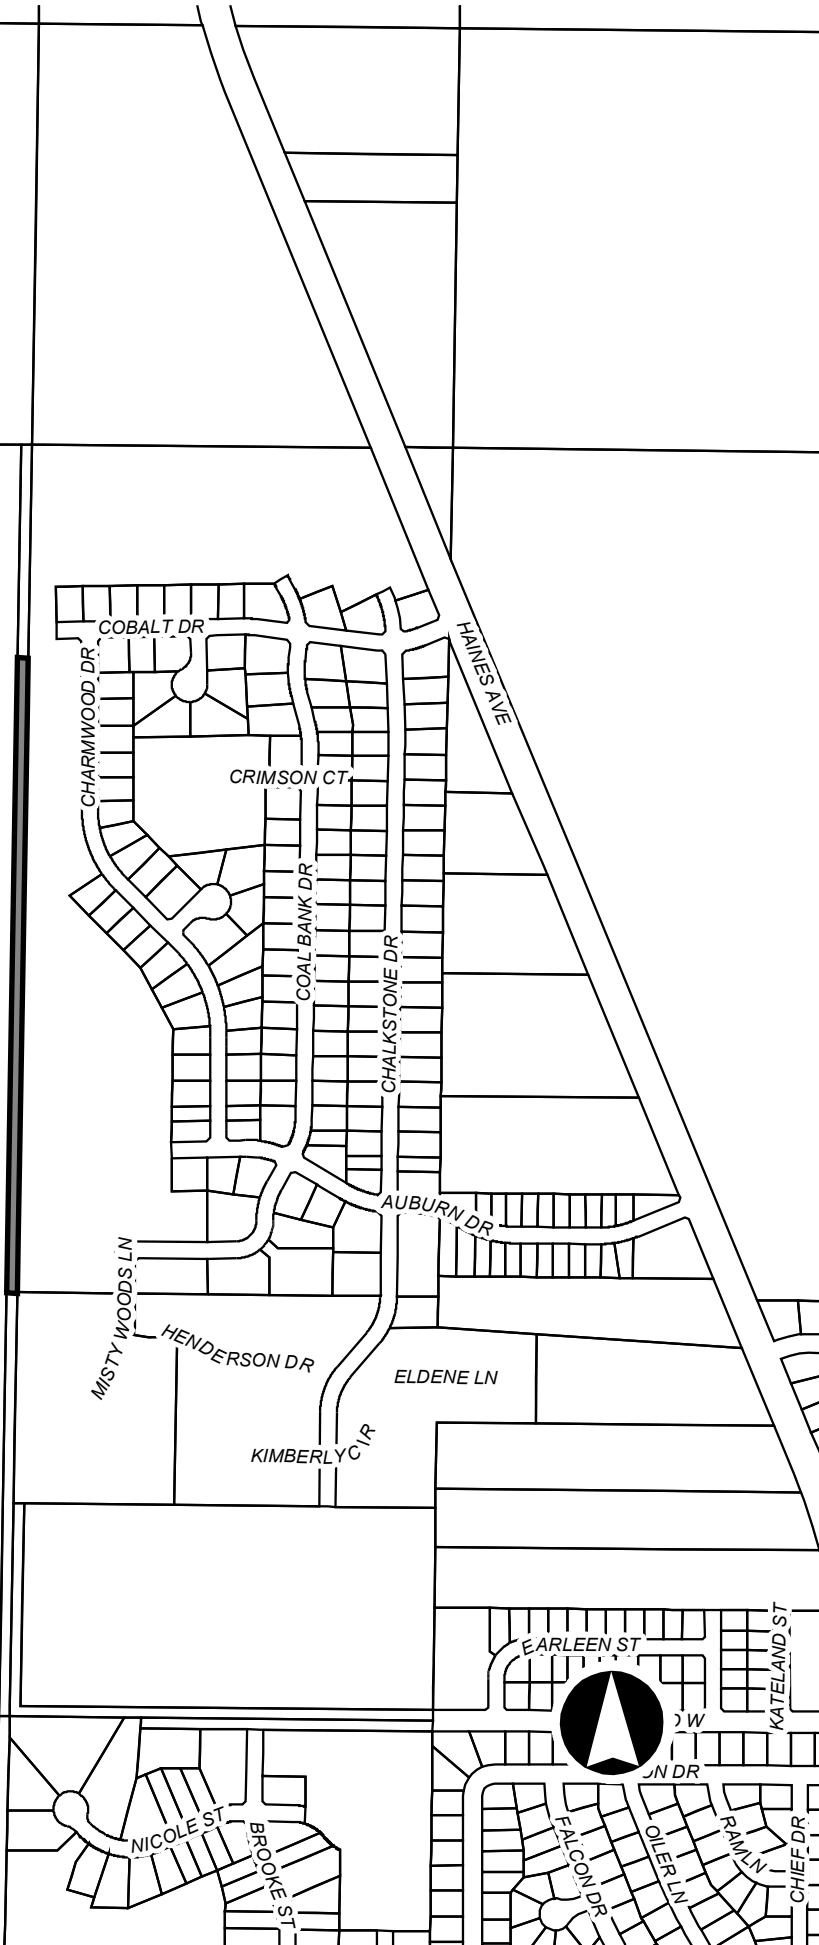 HAINES AVE
COBALT DR
CHARMWOOD DR
CRIMSON CT
COAL BANK DR
CHALKSTONE DR
AUBURN DR
MISTY WOODS LN
HENDERSON DR
ELDENE LN
KIMBERLY CIR
EARLEEN ST
KATELAND ST
D W
ON DR
NICOLE ST
BROOKE ST
FALCON DR
OILER LN
RAM LN
CHIEF DR